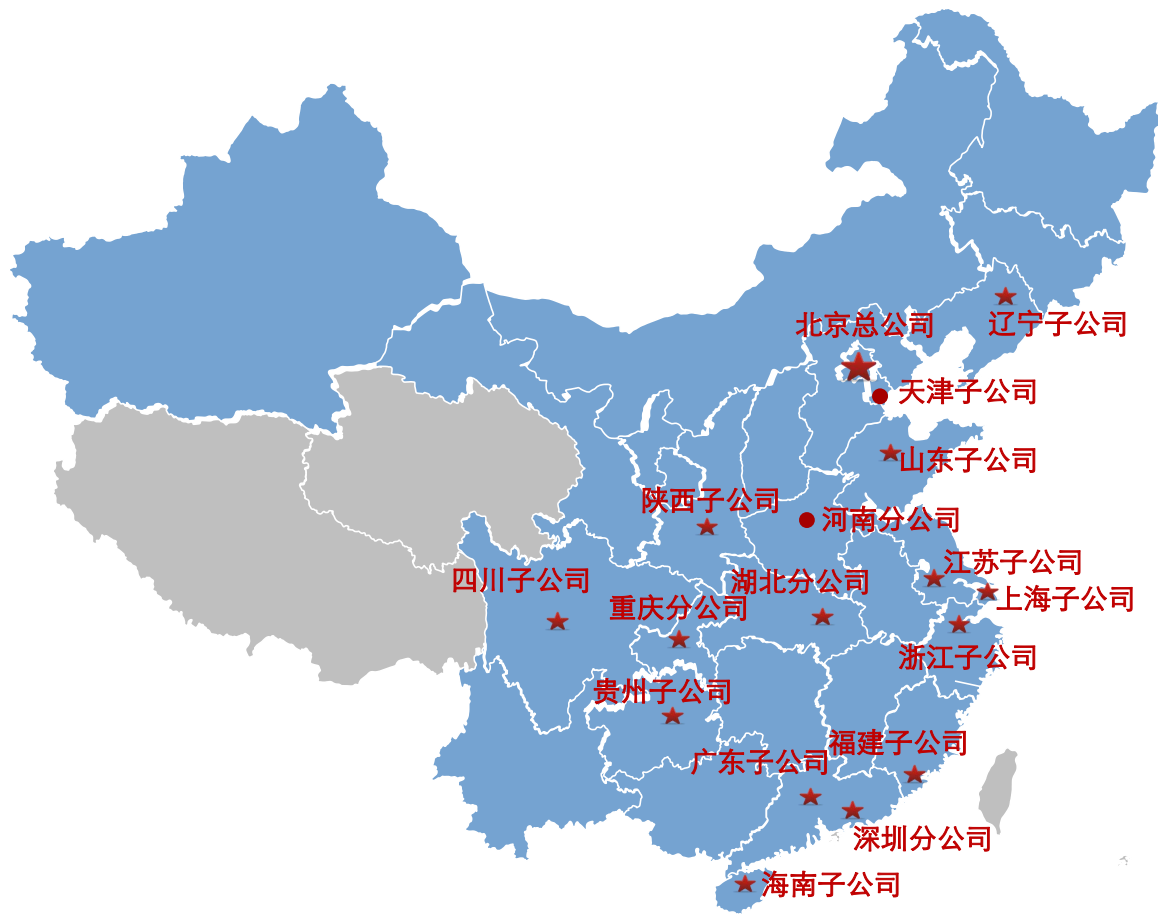 北京总公司
辽宁子公司
天津子公司
山东子公司
陕西子公司
河南分公司
江苏子公司
四川子公司
湖北分公司
上海子公司
重庆分公司
浙江子公司
贵州子公司
福建子公司
广东子公司
深圳分公司
海南子公司